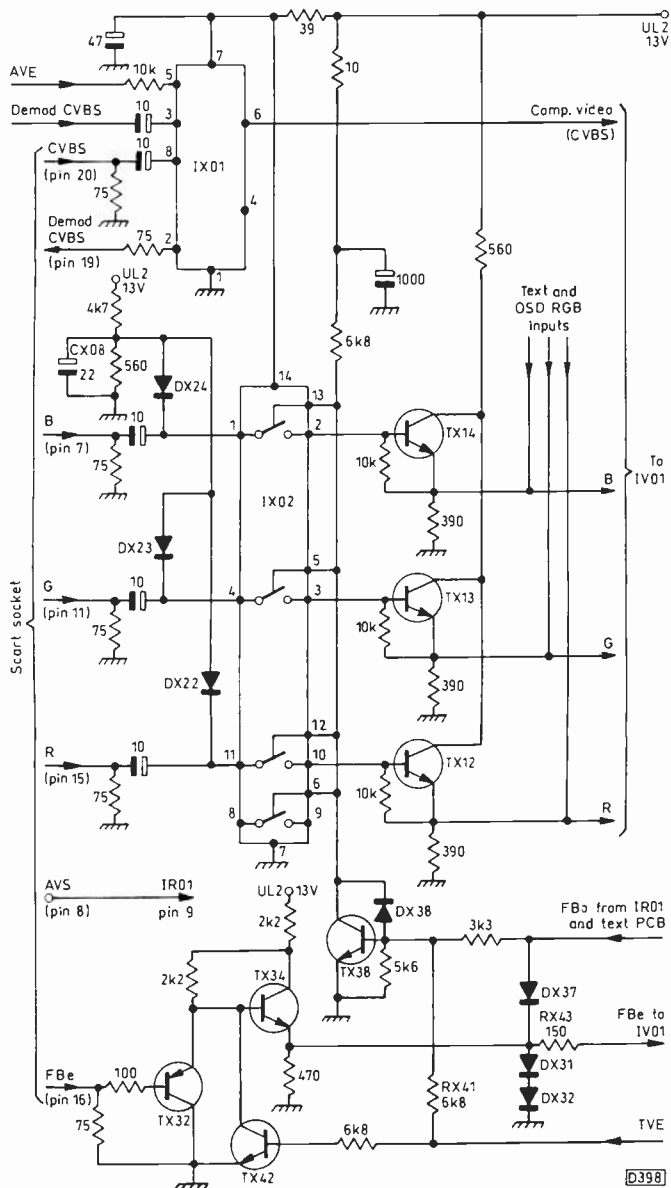 39
UL2
13V
47
7
10
AVE
10k
5
Demod CVBS
10
3
6
Comp. video
(CVBS)
CVBS
10
8
IX01
(pin 20)
75
4
Demod
CVBS
75
2
560
(pin 19)
1
1000
UL2
13V
Text and
OSD RGB
inputs
4k7
6k8
CX08
560
22
DX24
14
13
B
10
1
2
TX14
(pin 7)
75
10k
B
To
IV01
IX02
390
DX23
5
Scart socket
G
10
4
3
TX13
(pin 11)
75
10k
G
DX22
390
12
R
10
11
10
TX12
(pin 15)
6
75
8
9
10k
R
7
390
AVS
IR01
UL2
13V
(pin 8)
pin 9
2k2
DX38
FBo from IR01
and text PCB
3k3
TX34
TX38
5k6
2k2
DX37
RX43
150
FBe to
IV01
FBe
100
470
DX31
(pin 16)
RX41
6k8
DX32
75
TX32
6k8
TVE
TX42
D398